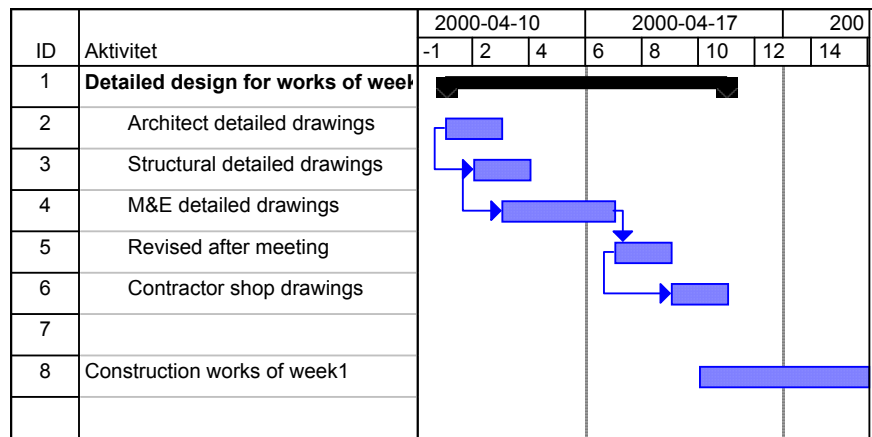 2000-04-10 2000-04-17 200
ID Aktivitet -1 2 4 6 8 10 12 14
1 Detailed design for works of week
2 Architect detailed drawings
3 Structural detailed drawings
4 M&E detailed drawings
5 Revised after meeting
6 Contractor shop drawings
7
8 Construction works of week1